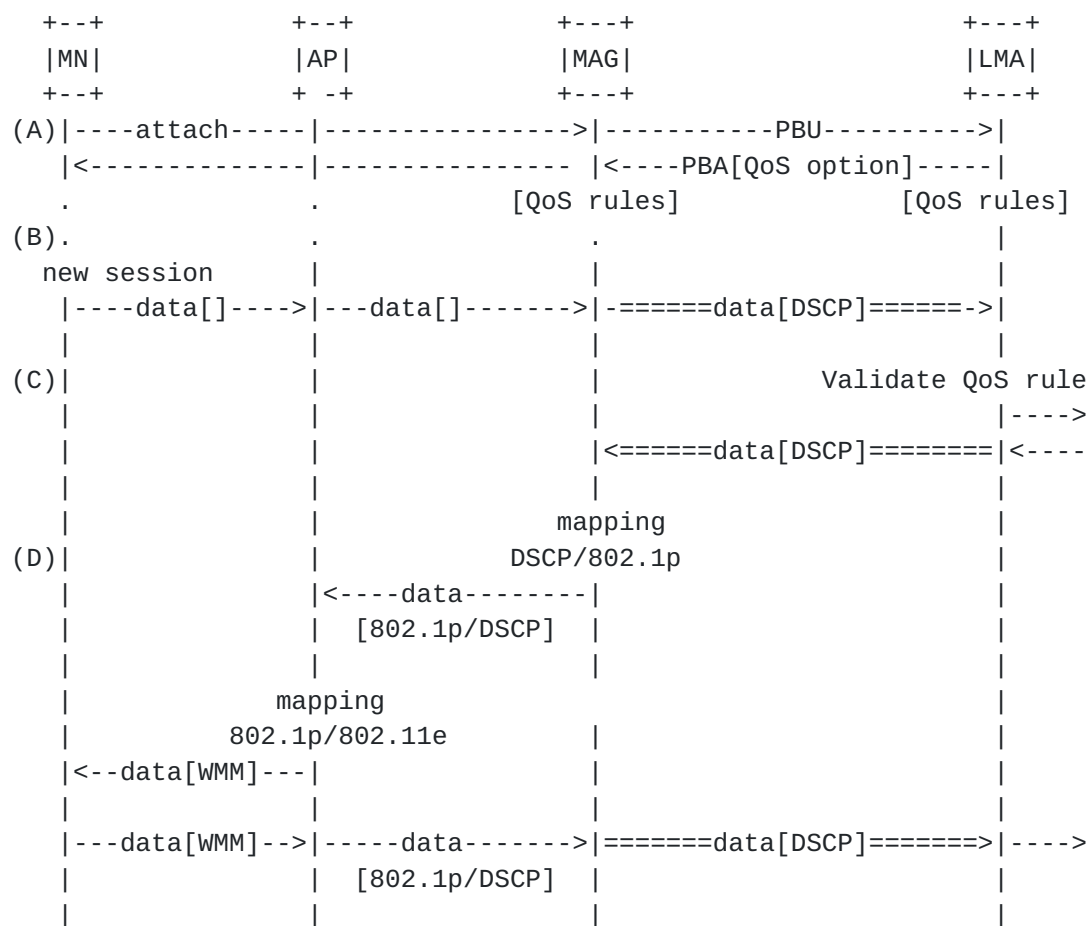 +--+ +--+ +---+ +---+
|MN| |AP| |MAG| |LMA|
+--+ + -+ +---+ +---+
(A)|----attach-----|---------------->|-----------PBU---------->|
|<--------------|---------------- |<----PBA[QoS option]-----|
. . [QoS rules] [QoS rules]
(B). . . |
new session | | |
|----data[]---->|---data[]------->|-======data[DSCP]======->|
| | | |
(C)| | | Validate QoS rule
| | | |---->
| | |<======data[DSCP]========|<----
| | | |
| | mapping |
(D)| | DSCP/802.1p |
| |<----data--------| |
| | [802.1p/DSCP] | |
| | | |
| mapping |
| 802.1p/802.11e | |
|<--data[WMM]---| | |
| | | |
|---data[WMM]-->|-----data------->|=======data[DSCP]=======>|---->
| | [802.1p/DSCP] | |
| | | |